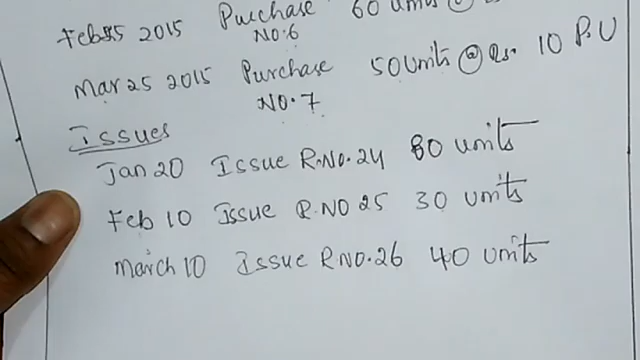 Feb 5 2015 Purchase 60 units @
NO.6
Mar 25 2015 Purchase 50 Units @ Rs. 10 P.U
NO.7
Issues
Jan 20 Issue R.NO.24 80 units
Feb 10 Issue R.NO 25 30 units
March 10 Issue R.NO.26 40 units